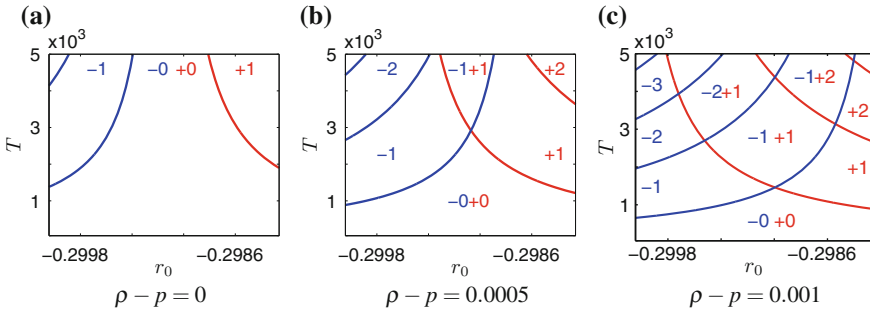 (a) (b) (c)
x10³ x10³ x10³
5 5 5
−1 −0 +0 +1
−2 −1+1 +2
−3 −2+1 −1+2
3 3 3
T T T
−1 +1
−2 −1 +1 +2
1 1 1
−0+0
−1 −0 +0 +1
−0.2998 −0.2986 −0.2998 −0.2986 −0.2998 −0.2986
r₀ r₀ r₀
ρ − p = 0 ρ − p = 0.0005 ρ − p = 0.001